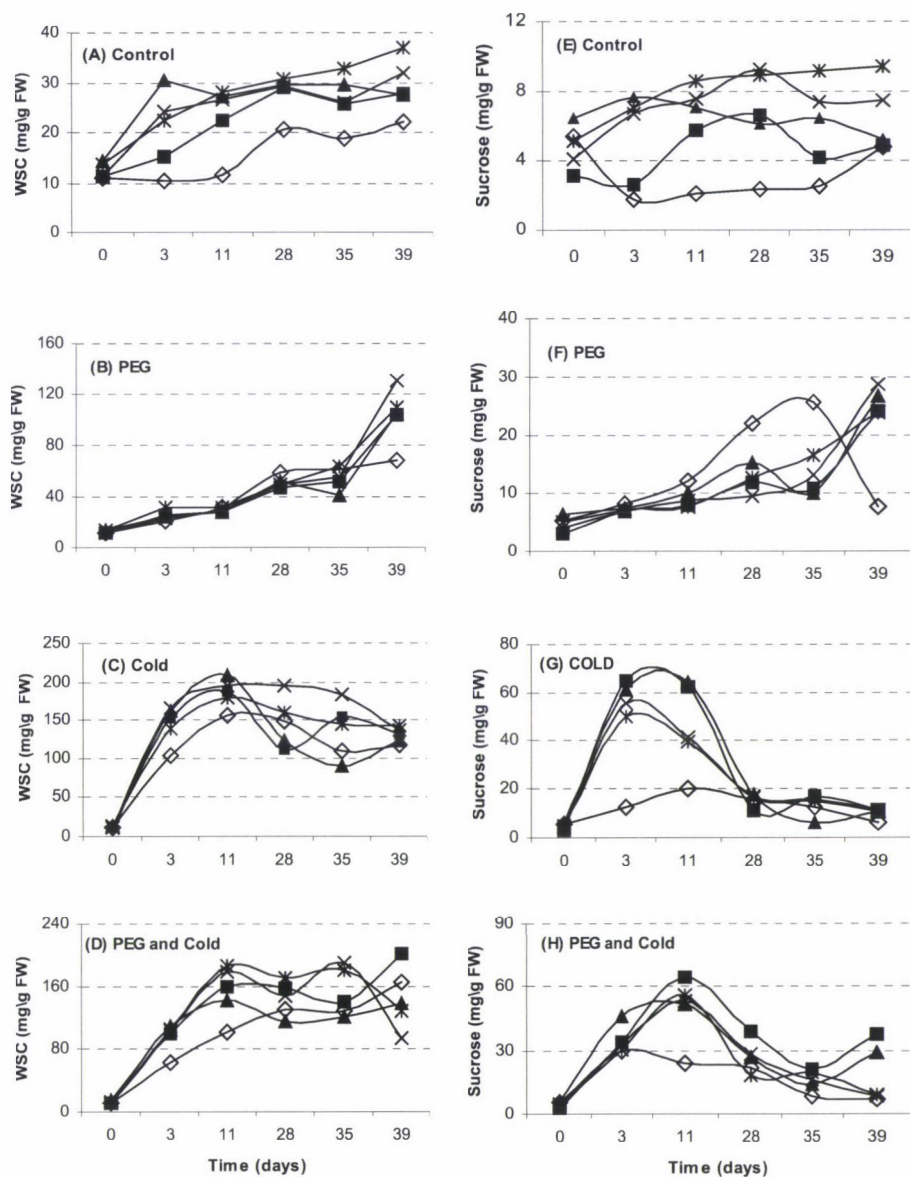 (A) Control
WSC (mg\g FW)
40
30
20
10
0
0 3 11 28 35 39
(E) Control
Sucrose (mg\g FW)
12
8
4
0
0 3 11 28 35 39
(B) PEG
WSC (mg\g FW)
160
120
80
40
0
0 3 11 28 35 39
(F) PEG
Sucrose (mg\g FW)
40
30
20
10
0
0 3 11 28 35 39
(C) Cold
WSC (mg\g FW)
250
200
150
100
50
0
0 3 11 28 35 39
(G) COLD
Sucrose (mg\g FW)
80
60
40
20
0
0 3 11 28 35 39
(D) PEG and Cold
WSC (mg\g FW)
240
160
80
0
0 3 11 28 35 39
Time (days)
(H) PEG and Cold
Sucrose (mg\g FW)
90
60
30
0
0 3 11 28 35 39
Time (days)